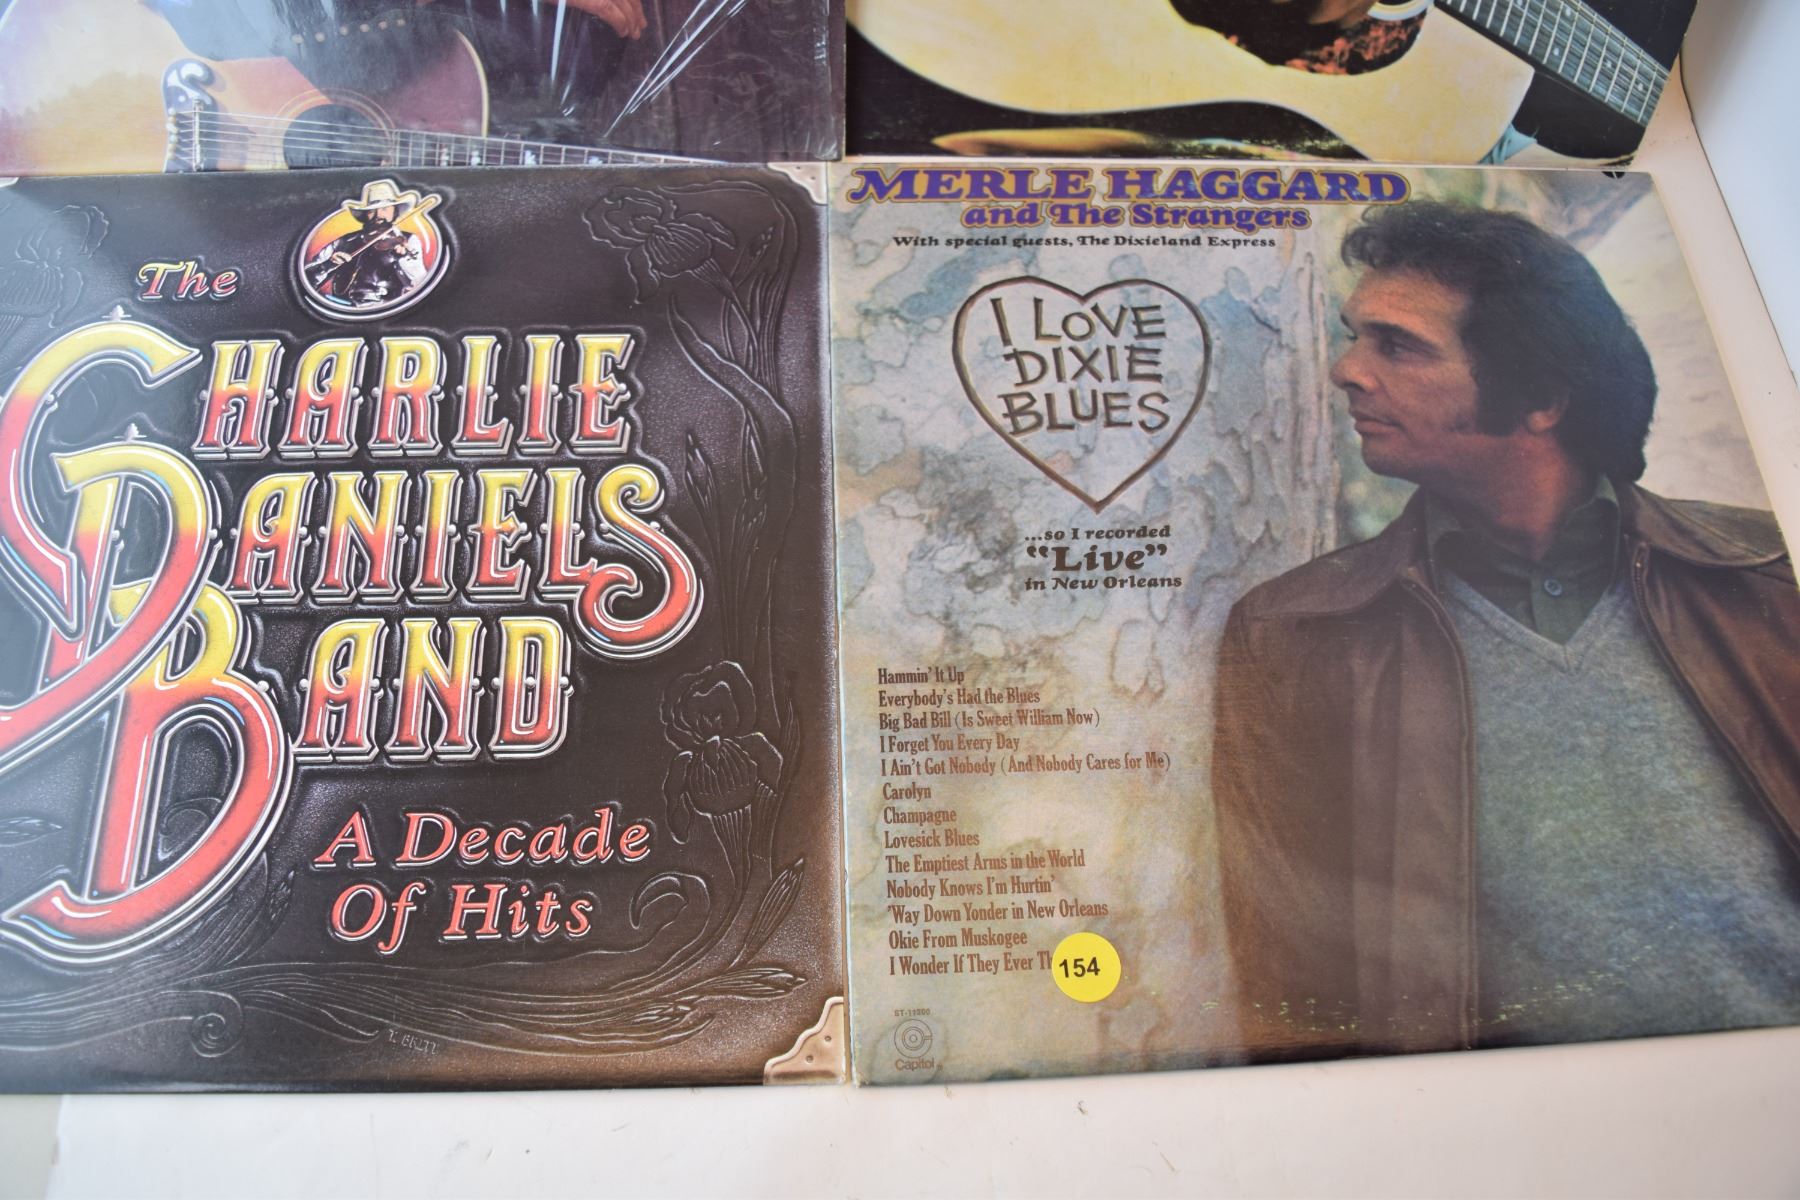 The
CHARLIE
DANIELS
BAND
A Decade
Of Hits
MERLE HAGGARD
and The Strangers
With special guests, The Dixieland Express
I LOVE
DIXIE
BLUES
...so I recorded
"Live"
in New Orleans
Hammin' It Up
Everybody's Had the Blues
Big Bad Bill (Is Sweet William Now)
I Forget You Every Day
I Ain't Got Nobody (And Nobody Cares for Me)
Carolyn
Champagne
Lovesick Blues
The Emptiest Arms in the World
Nobody Knows I'm Hurtin'
'Way Down Yonder in New Orleans
Okie From Muskogee
I Wonder If They Ever
154
ST-11200
Capitol